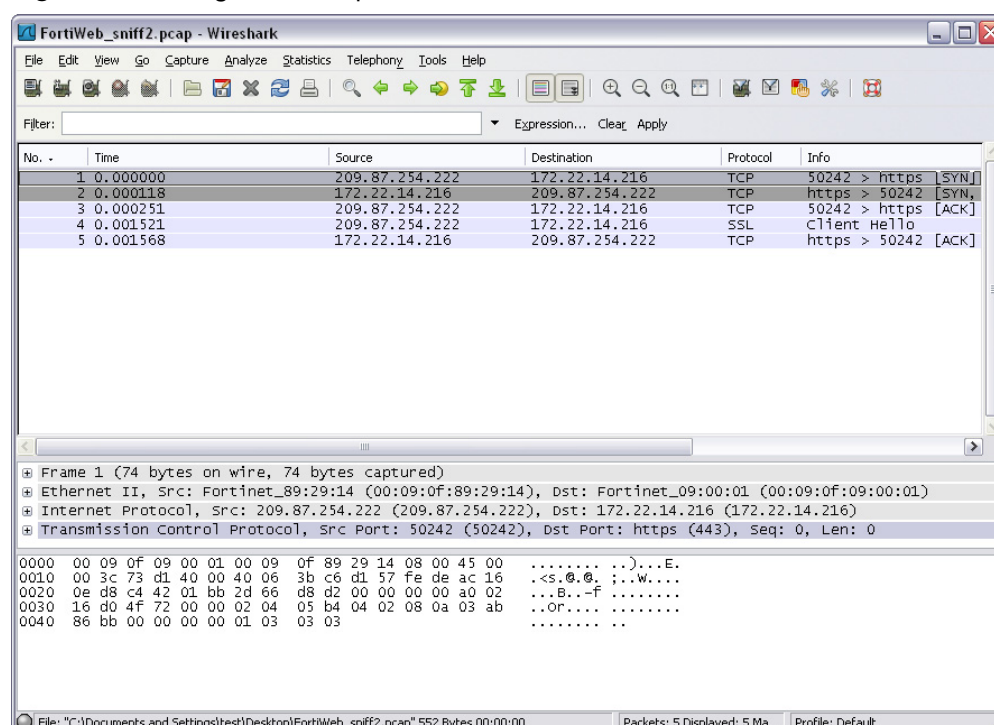 FortiWeb_sniff2.pcap - Wireshark
File Edit View Go Capture Analyze Statistics Telephony Tools Help
Filter: Expression... Clear Apply
No. Time Source Destination Protocol Info
1 0.000000 209.87.254.222 172.22.14.216 TCP 50242 > https [SYN]
2 0.000118 172.22.14.216 209.87.254.222 TCP https > 50242 [SYN,
3 0.000251 209.87.254.222 172.22.14.216 TCP 50242 > https [ACK]
4 0.001521 209.87.254.222 172.22.14.216 SSL Client Hello
5 0.001568 172.22.14.216 209.87.254.222 TCP https > 50242 [ACK]
Frame 1 (74 bytes on wire, 74 bytes captured)
Ethernet II, Src: Fortinet_89:29:14 (00:09:0f:89:29:14), Dst: Fortinet_09:00:01 (00:09:0f:09:00:01)
Internet Protocol, Src: 209.87.254.222 (209.87.254.222), Dst: 172.22.14.216 (172.22.14.216)
Transmission Control Protocol, Src Port: 50242 (50242), Dst Port: https (443), Seq: 0, Len: 0
0000 00 09 0f 09 00 01 00 09 0f 89 29 14 08 00 45 00 ........ ..)...E.
0010 00 3c 73 d1 40 00 40 06 3b c6 d1 57 fe de ac 16 .<s.@.@. ;..W....
0020 0e d8 c4 42 01 bb 2d 66 d8 d2 00 00 00 00 a0 02 ...B..-f ........
0030 16 d0 4f 72 00 00 02 04 05 b4 04 02 08 0a 03 ab ..Or.... ........
0040 86 bb 00 00 00 00 01 03 03 03 ........ ..
File: "C:\Documents and Settings\test\Desktop\FortiWeb_sniff2.pcap" 552 Bytes 00:00:00 Packets: 5 Displayed: 5 Ma Profile: Default